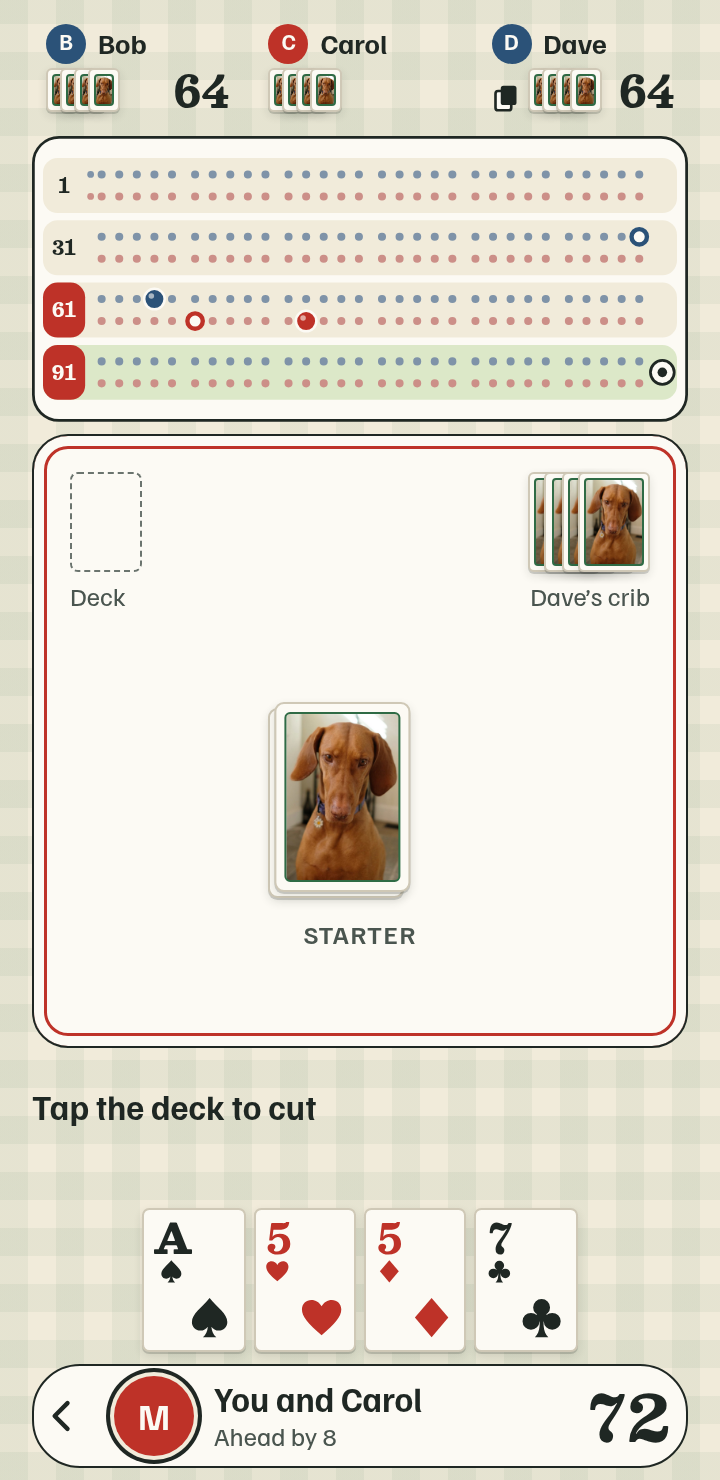 B Bob C Carol D Dave
64 64
1
31
61
91
Deck Dave's crib
STARTER
Tap the deck to cut
A 5 5 7
M You and Carol 72
Ahead by 8